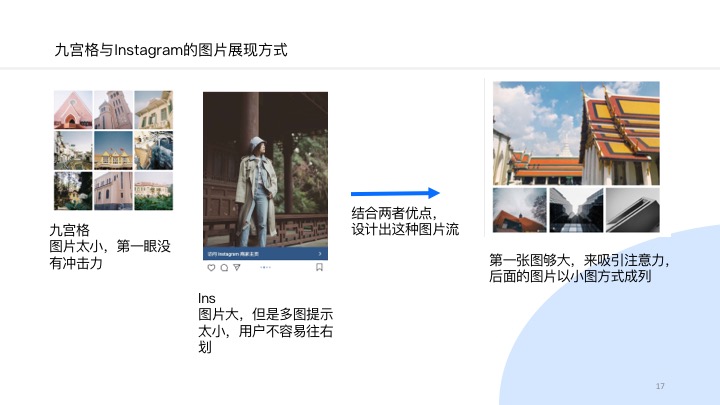 九宫格与Instagram的图片展现方式
九宫格
图片太小，第一眼没
有冲击力
访问 Instagram 商家主页
Ins
图片大，但是多图提示
太小，用户不容易往右
划
结合两者优点，
设计出这种图片流
第一张图够大，来吸引注意力，
后面的图片以小图方式成列
17